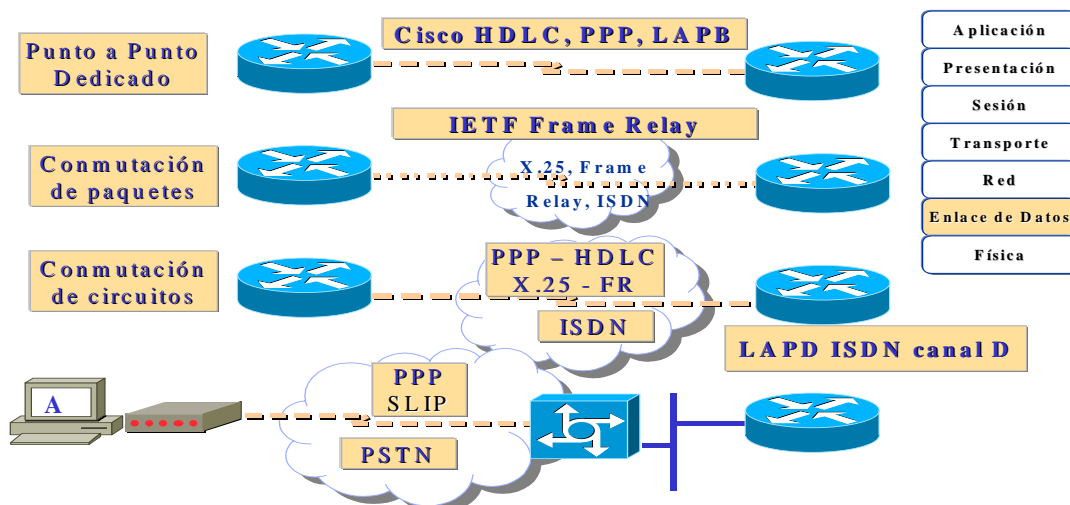 Punto a Punto
Dedicado
Cisco HDLC, PPP, LAPB
IETF Frame Relay
Conmutación
de paquetes
X.25, Frame
Relay, ISDN
Conmutación
de circuitos
PPP – HDLC
X.25 - FR
ISDN
LAPD ISDN canal D
A
PPP
SLIP
PSTN
Aplicación
Presentación
Sesión
Transporte
Red
Enlace de Datos
Física